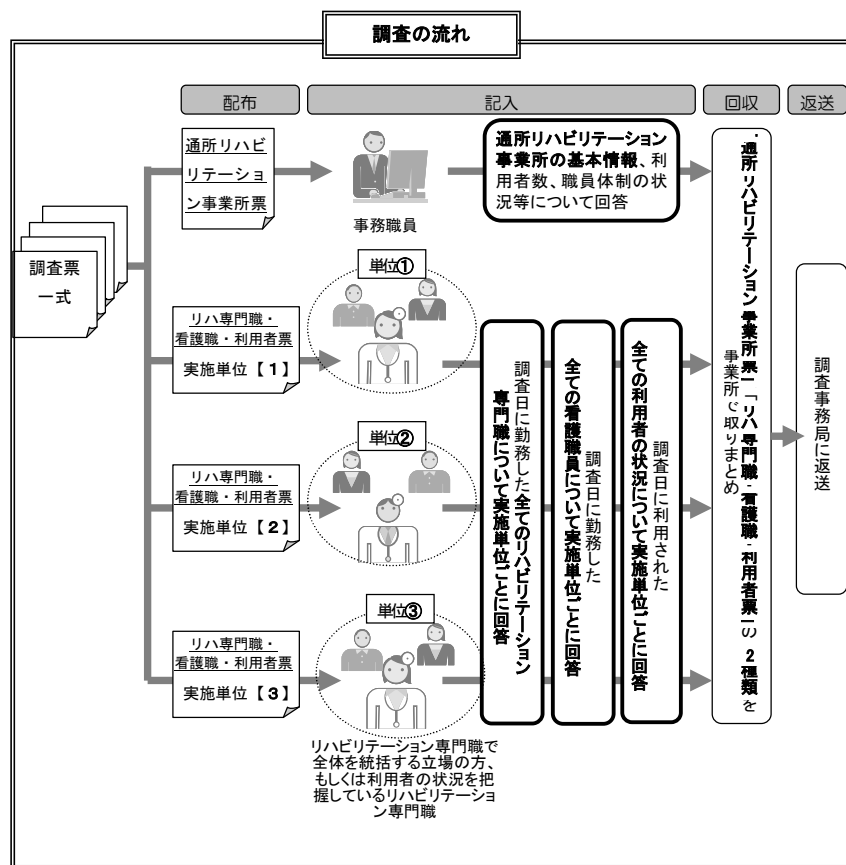 調査の流れ
配布
記入
回収
返送
調査票
一式
通所リハビ
リテーショ
ン事業所票
事務職員
通所リハビリテーション
事業所の基本情報、利
用者数、職員体制の状
況等について回答
リハ専門職・
看護職・利用者票
実施単位【1】
単位①
リハ専門職・
看護職・利用者票
実施単位【2】
単位②
リハ専門職・
看護職・利用者票
実施単位【3】
単位③
リハビリテーション専門職で
全体を統括する立場の方、
もしくは利用者の状況を把
握しているリハビリテーショ
ン専門職
調査日に勤務した全てのリハビリテーション
専門職について実施単位ごとに回答
調査日に勤務した
全ての看護職員について実施単位ごとに回答
調査日に利用された
全ての利用者の状況について実施単位ごとに回答
「通所リハビリテーション事業所票」「リハ専門職・看護職・利用者票」の2種類を
事業所で取りまとめ
調査事務局に返送